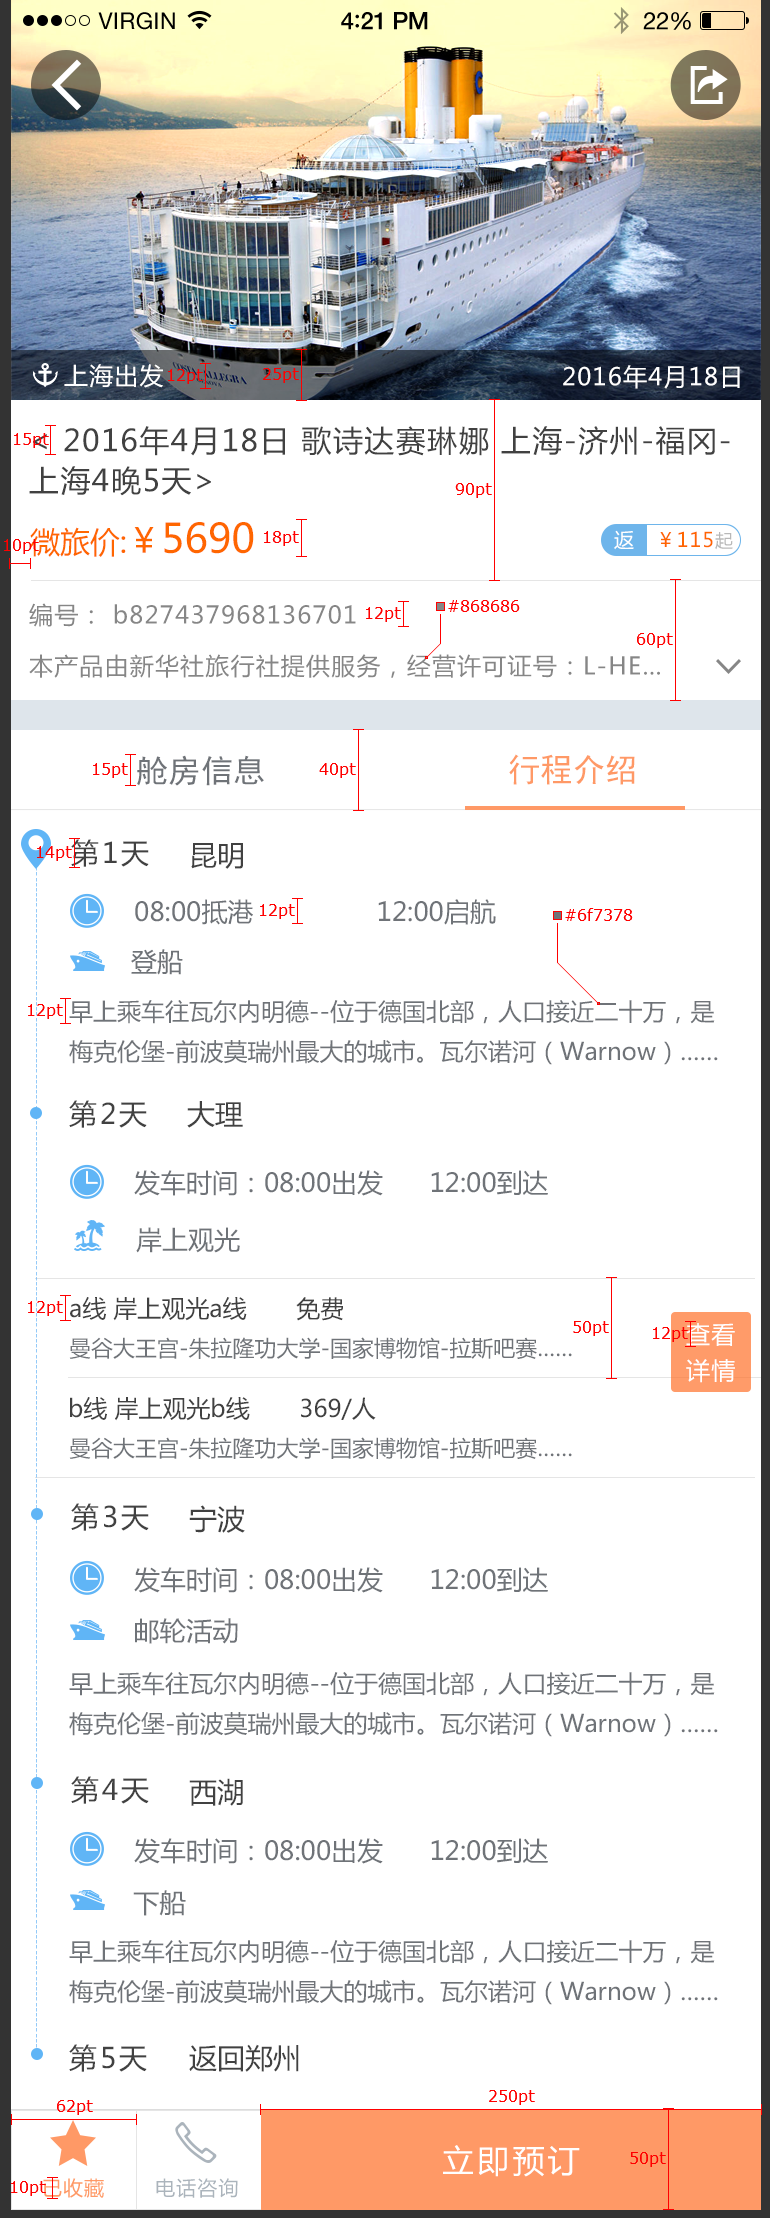 VIRGIN 4:21 PM 22%
上海出发 12pt 25pt 2016年4月18日
15pt
< 2016年4月18日 歌诗达赛琳娜 上海-济州-福冈-
上海4晚5天>
90pt
10pt 微旅价:¥5690 18pt 返 ¥115起
编号： b827437968136701 12pt #868686
60pt
本产品由新华社旅行社提供服务，经营许可证号：L-HE...
15pt 舱房信息 40pt 行程介绍
14pt 第1天 昆明
08:00抵港 12pt 12:00启航 #6f7378
登船
12pt 早上乘车往瓦尔内明德--位于德国北部，人口接近二十万，是
梅克伦堡-前波莫瑞州最大的城市。瓦尔诺河（Warnow）......
第2天 大理
发车时间：08:00出发 12:00到达
岸上观光
12pt a线 岸上观光a线 免费
50pt 12pt 查看
曼谷大王宫-朱拉隆功大学-国家博物馆-拉斯吧赛......
详情
b线 岸上观光b线 369/人
曼谷大王宫-朱拉隆功大学-国家博物馆-拉斯吧赛......
第3天 宁波
发车时间：08:00出发 12:00到达
邮轮活动
早上乘车往瓦尔内明德--位于德国北部，人口接近二十万，是
梅克伦堡-前波莫瑞州最大的城市。瓦尔诺河（Warnow）......
第4天 西湖
发车时间：08:00出发 12:00到达
下船
早上乘车往瓦尔内明德--位于德国北部，人口接近二十万，是
梅克伦堡-前波莫瑞州最大的城市。瓦尔诺河（Warnow）......
第5天 返回郑州
62pt 250pt
立即预订 50pt
10pt 已收藏 电话咨询